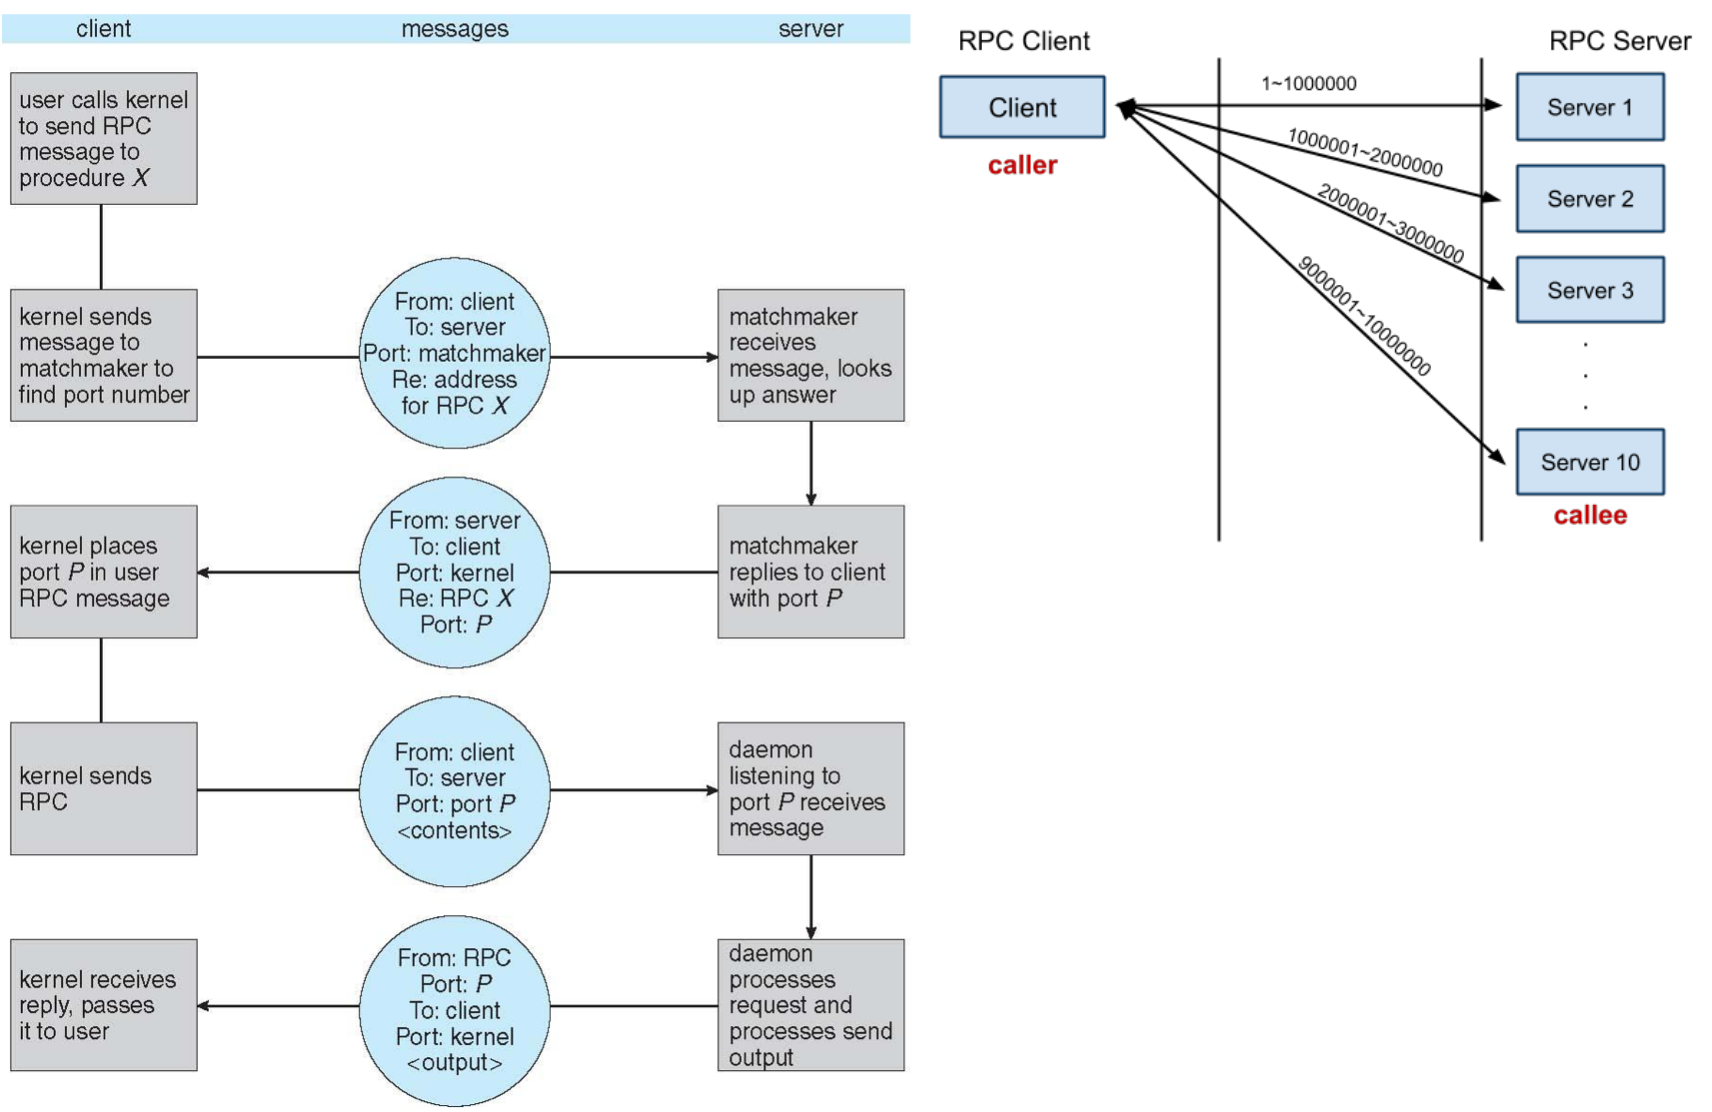 client
messages
server
user calls kernel
to send RPC
message to
procedure X
kernel sends
message to
matchmaker to
find port number
From: client
To: server
Port: matchmaker
Re: address
for RPC X
matchmaker
receives
message, looks
up answer
kernel places
port P in user
RPC message
From: server
To: client
Port: kernel
Re: RPC X
Port: P
matchmaker
replies to client
with port P
kernel sends
RPC
From: client
To: server
Port: port P
<contents>
daemon
listening to
port P receives
message
kernel receives
reply, passes
it to user
From: RPC
Port: P
To: client
Port: kernel
<output>
daemon
processes
request and
processes send
output
RPC Client
RPC Server
Client
caller
1~1000000
1000001~2000000
2000001~3000000
9000001~10000000
Server 1
Server 2
Server 3
.
.
.
Server 10
callee